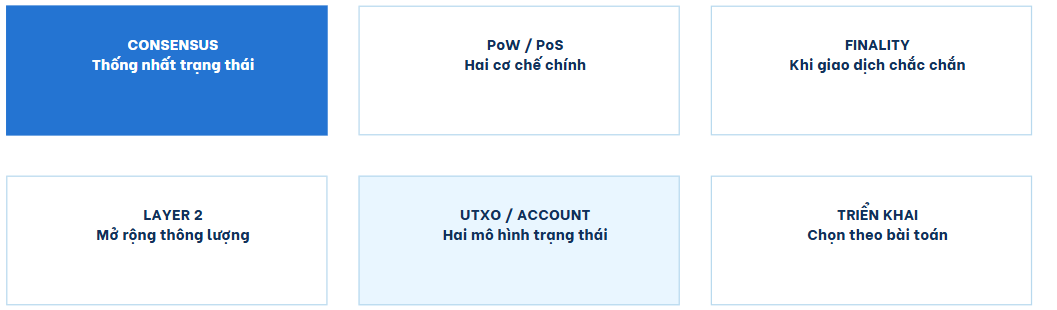 CONSENSUS
Thống nhất trạng thái
PoW / PoS
Hai cơ chế chính
FINALITY
Khi giao dịch chắc chắn
LAYER 2
Mở rộng thông lượng
UTXO / ACCOUNT
Hai mô hình trạng thái
TRIỂN KHAI
Chọn theo bài toán